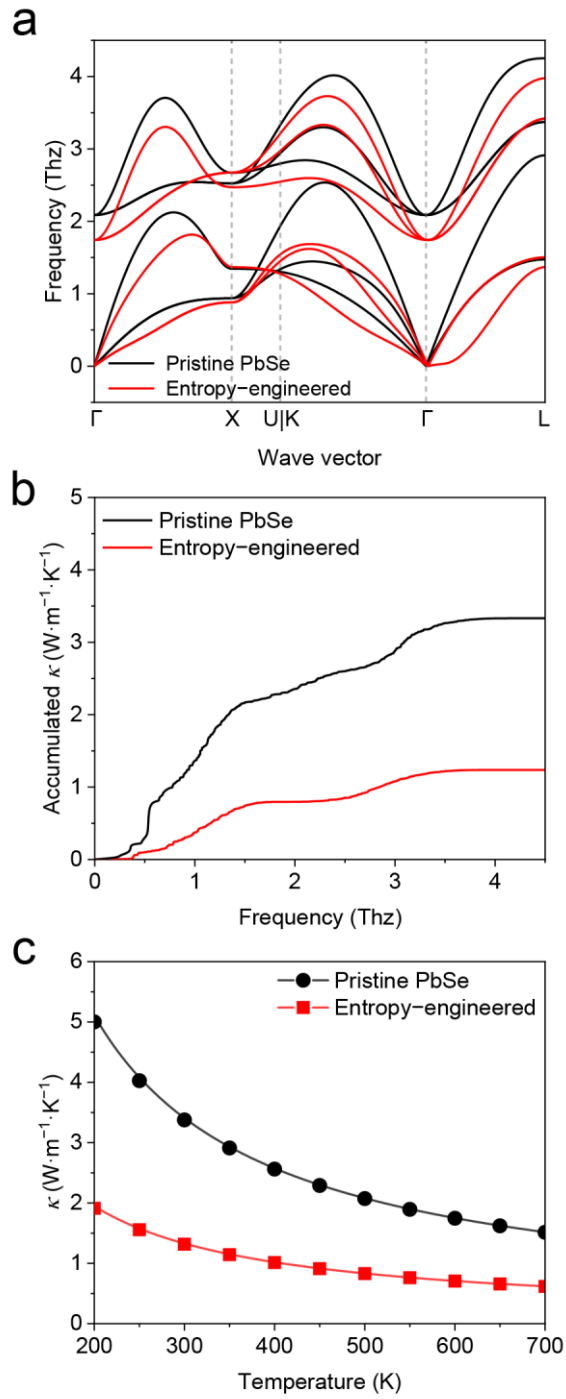 a
Frequency (Thz)
4
3
2
1
0
Pristine PbSe
Entropy-engineered
Γ X U|K Γ L
Wave vector
b
Accumulated κ (W·m⁻¹·K⁻¹)
5
4
3
2
1
0
Pristine PbSe
Entropy−engineered
0 1 2 3 4
Frequency (Thz)
c
κ (W·m⁻¹·K⁻¹)
6
5
4
3
2
1
0
Pristine PbSe
Entropy−engineered
200 300 400 500 600 700
Temperature (K)